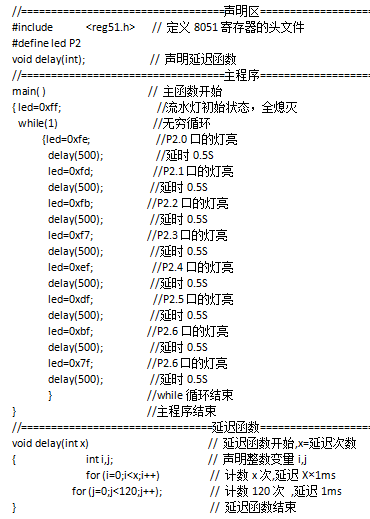 //================================声明区==================
#include <reg51.h> // 定义 8051 寄存器的头文件
#define led P2
void delay(int); // 声明延迟函数
//================================主程序==================
main( ) // 主函数开始
{ led=0xff; //流水灯初始状态，全熄灭
while(1) //无穷循环
{led=0xfe; //P2.0 口的灯亮
delay(500); //延时 0.5S
led=0xfd; //P2.1 口的灯亮
delay(500); //延时 0.5S
led=0xfb; //P2.2 口的灯亮
delay(500); //延时 0.5S
led=0xf7; //P2.3 口的灯亮
delay(500); //延时 0.5S
led=0xef; //P2.4 口的灯亮
delay(500); //延时 0.5S
led=0xdf; //P2.5 口的灯亮
delay(500); //延时 0.5S
led=0xbf; //P2.6 口的灯亮
delay(500); //延时 0.5S
led=0x7f; //P2.6 口的灯亮
delay(500); //延时 0.5S
} //while 循环结束
} //主程序结束
//==============================延迟函数==================
void delay(int x) // 延迟函数开始,x=延迟次数
{ int i,j; // 声明整数变量 i,j
for (i=0;i<x;i++) // 计数 x 次,延迟 X×1ms
for (j=0;j<120;j++); // 计数 120 次 ,延迟 1ms
} // 延迟函数结束